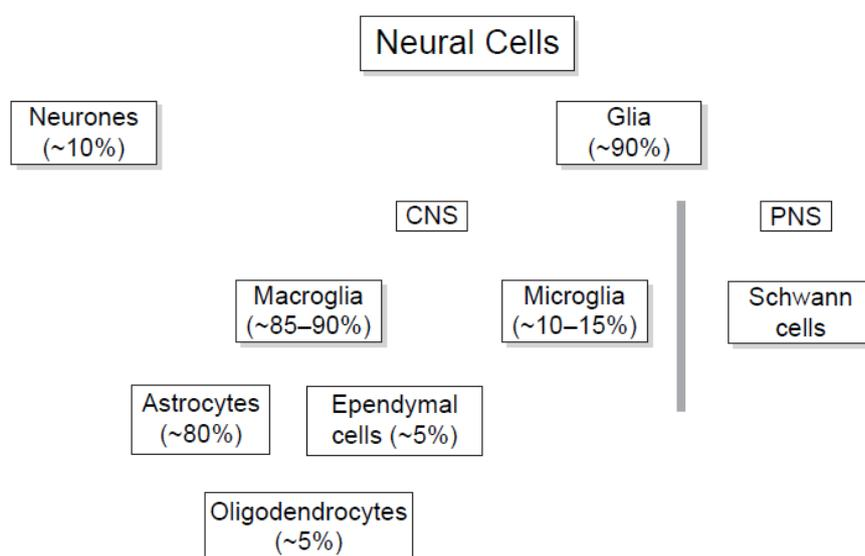 Neural Cells
Neurones
(~10%)
Glia
(~90%)
CNS
PNS
Macroglia
(~85–90%)
Microglia
(~10–15%)
Schwann
cells
Astrocytes
(~80%)
Ependymal
cells (~5%)
Oligodendrocytes
(~5%)